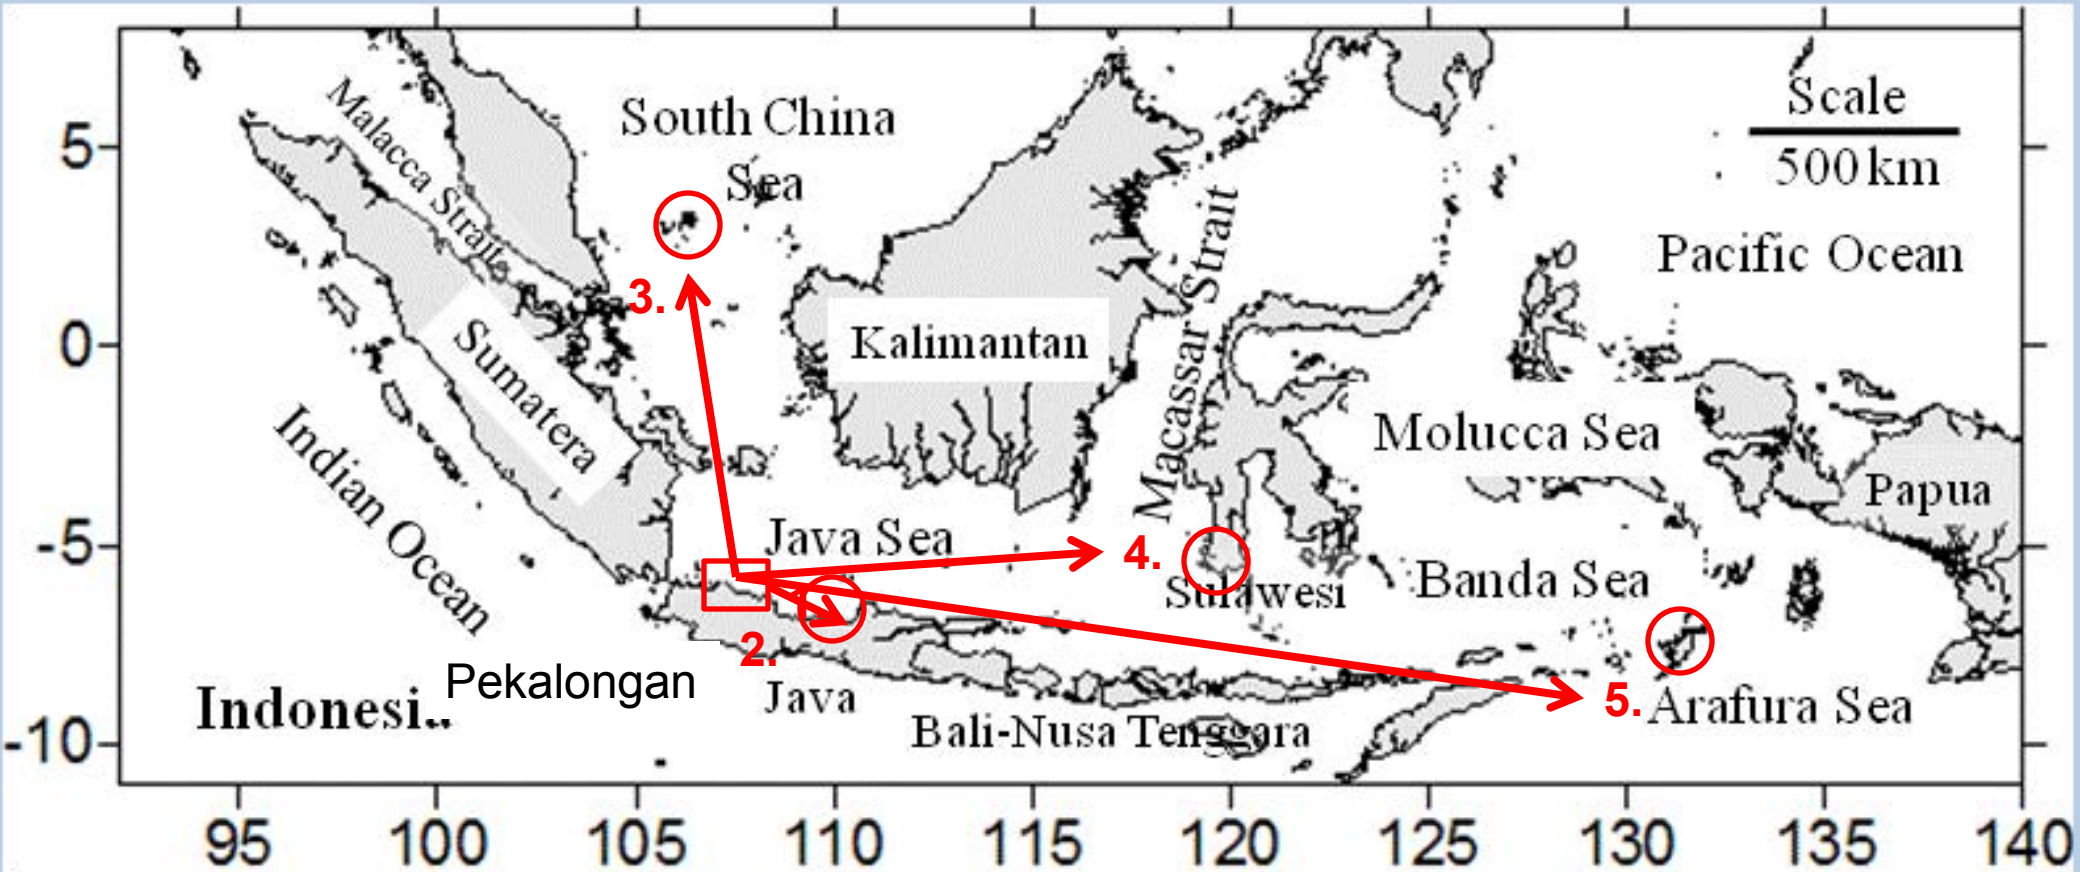 Malacca Straits
South China
Sea
Scale
500 km
Pacific Ocean
Macassar Strait
3.
Kalimantan
Sumatera
Molucca Sea
Papua
Indian Ocean
Java Sea
4.
Sulawesi
Banda Sea
2.
Pekalongan
Java
Indonesia
5.
Arafura Sea
Bali-Nusa Tenggara
5
0
-5
-10
95 100 105 110 115 120 125 130 135 140